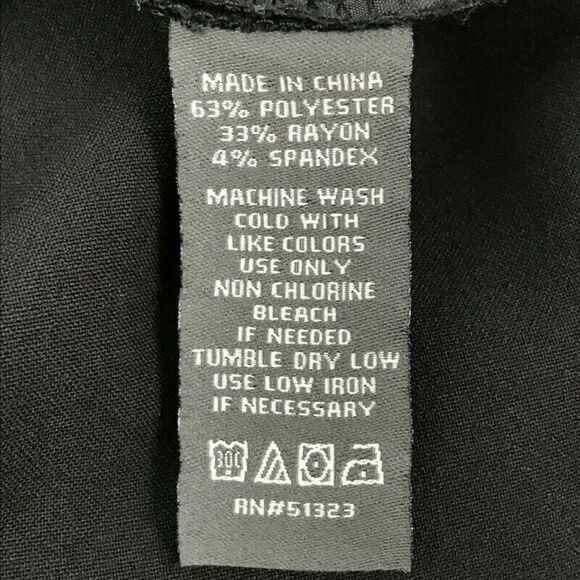 MADE IN CHINA
63% POLYESTER
33% RAYON
4% SPANDEX
MACHINE WASH
COLD WITH
LIKE COLORS
USE ONLY
NON CHLORINE
BLEACH
IF NEEDED
TUMBLE DRY LOW
USE LOW IRON
IF NECESSARY
30C
RN#51323